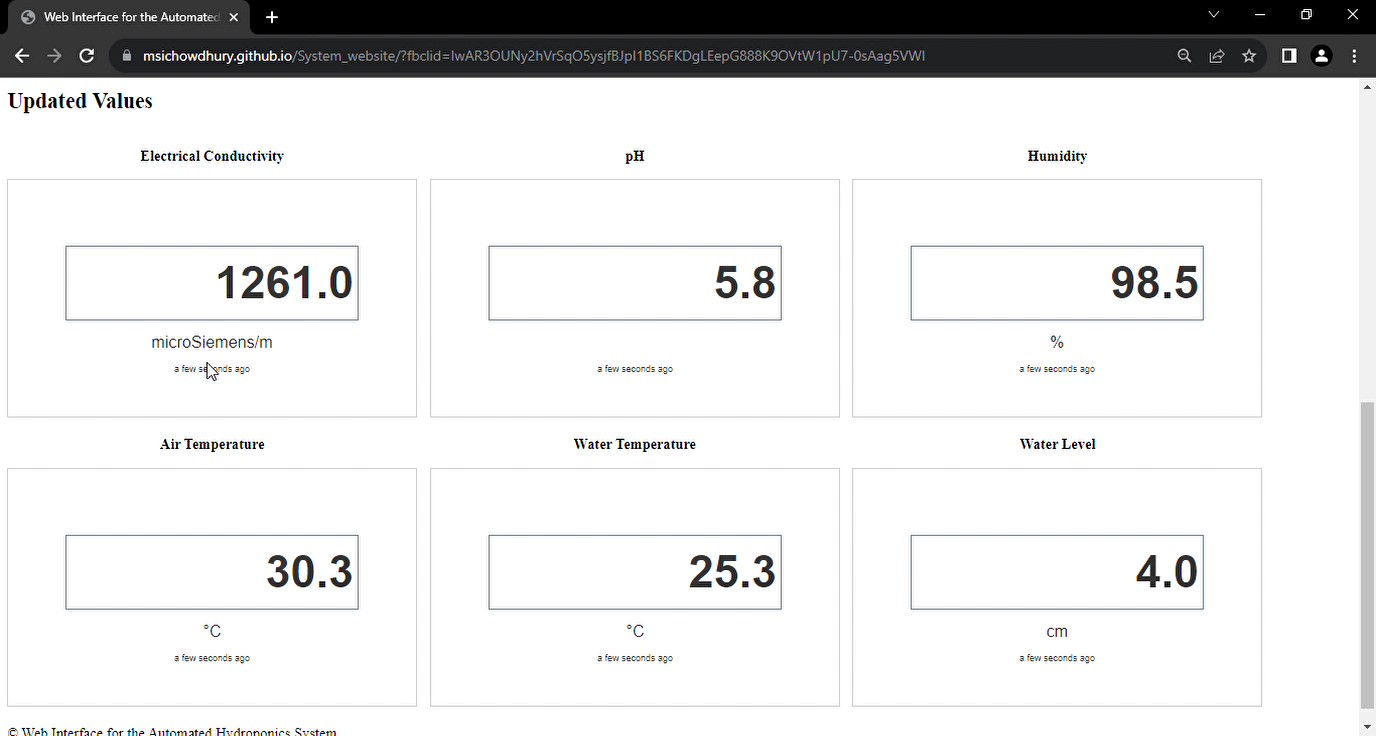 Web Interface for the Automated
msichowdhury.github.io/System_website/?fbclid=IwAR3OUNy2hVrSqO5ysjfBJpI1BS6FKDgLEepG888K9OVtW1pU7-0sAag5VWI
Updated Values
Electrical Conductivity
1261.0
microSiemens/m
a few seconds ago
pH
5.8
a few seconds ago
Humidity
98.5
%
a few seconds ago
Air Temperature
30.3
°C
a few seconds ago
Water Temperature
25.3
°C
a few seconds ago
Water Level
4.0
cm
a few seconds ago
© Web Interface for the Automated Hydroponics System